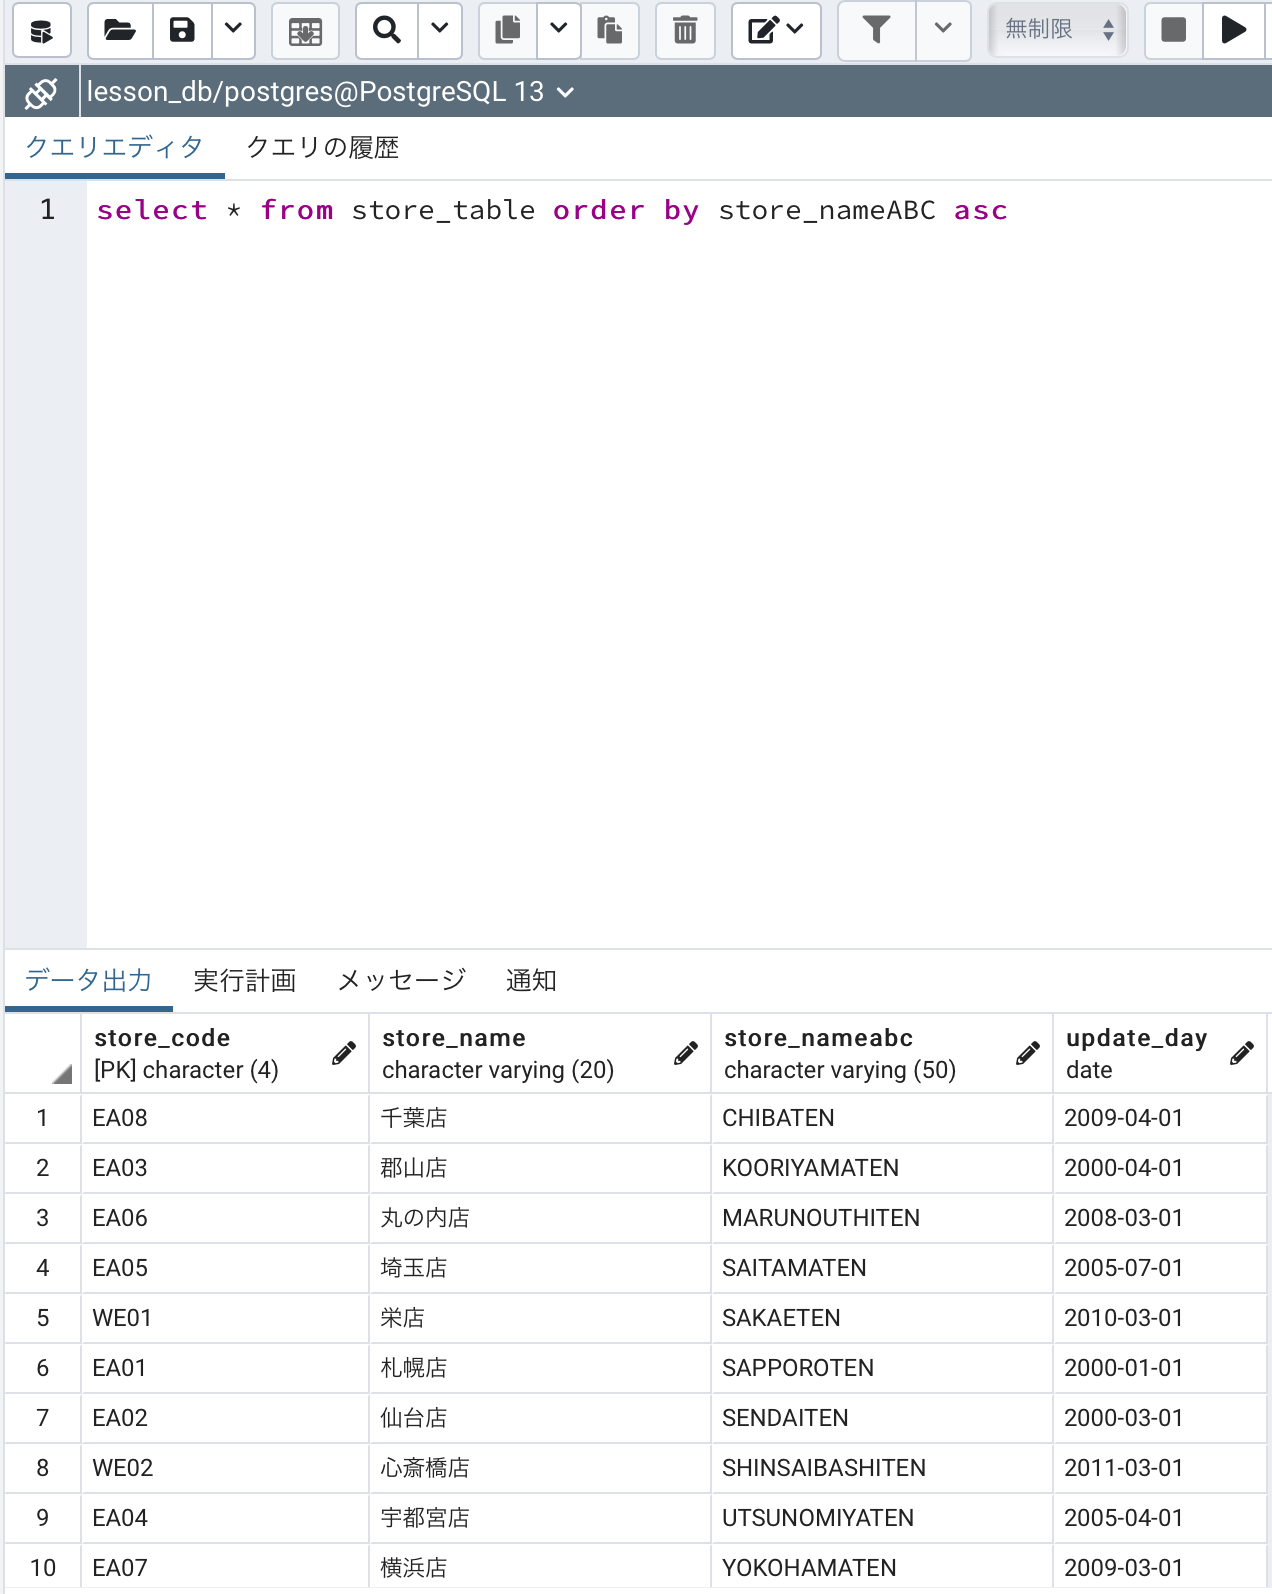 無制限
lesson_db/postgres@PostgreSQL 13
クエリエディタ クエリの履歴
1 select * from store_table order by store_nameABC asc
データ出力 実行計画 メッセージ 通知
store_code store_name store_nameabc update_day
[PK] character (4) character varying (20) character varying (50) date
1 EA08 千葉店 CHIBATEN 2009-04-01
2 EA03 郡山店 KOORIYAMATEN 2000-04-01
3 EA06 丸の内店 MARUNOUTHITEN 2008-03-01
4 EA05 埼玉店 SAITAMATEN 2005-07-01
5 WE01 栄店 SAKAETEN 2010-03-01
6 EA01 札幌店 SAPPOROTEN 2000-01-01
7 EA02 仙台店 SENDAITEN 2000-03-01
8 WE02 心斎橋店 SHINSAIBASHITEN 2011-03-01
9 EA04 宇都宮店 UTSUNOMIYATEN 2005-04-01
10 EA07 横浜店 YOKOHAMATEN 2009-03-01